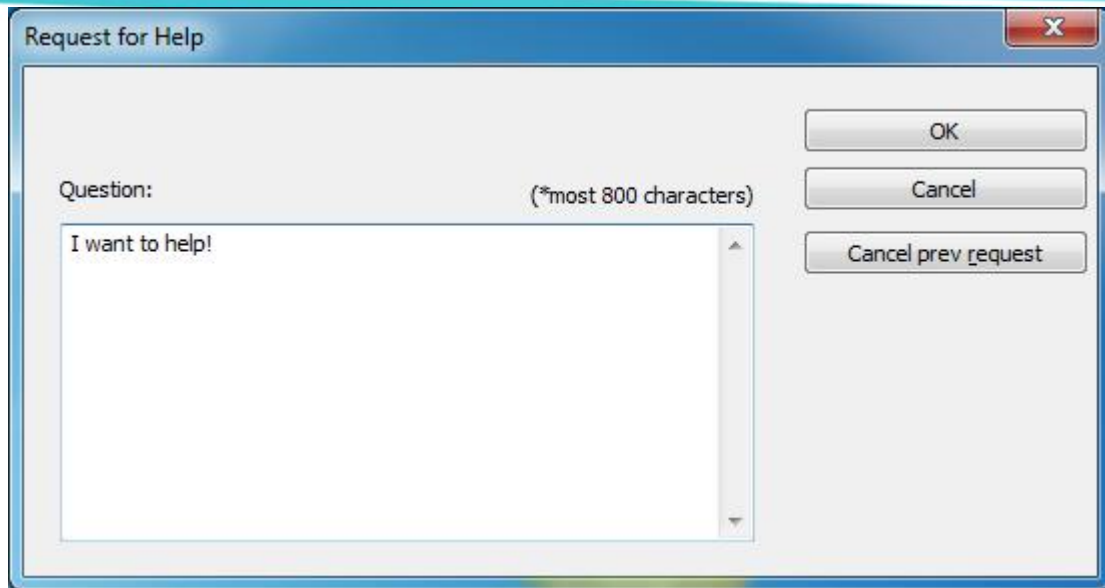 Request for Help
OK
Question:
(*most 800 characters)
Cancel
I want to help!
Cancel prev request